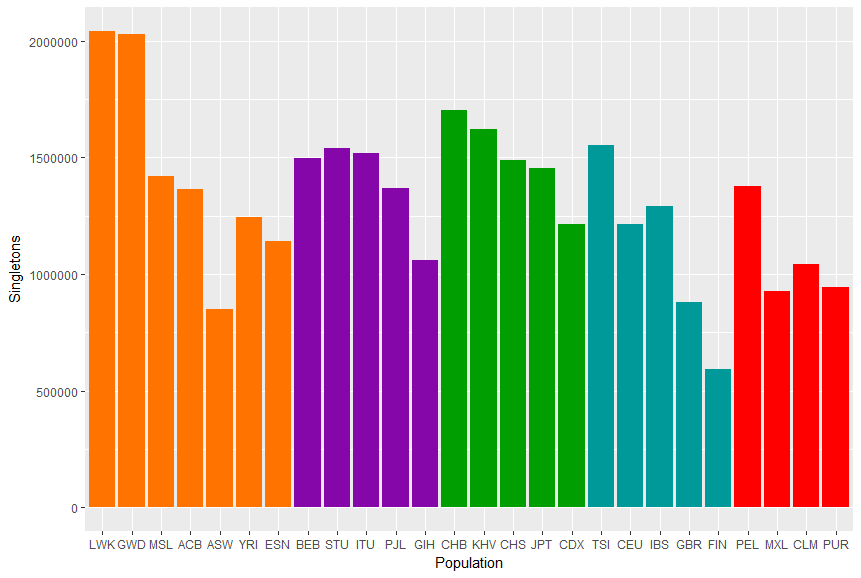 Singletons
2000000
1500000
1000000
500000
0
LWK GWD MSL ACB ASW YRI ESN BEB STU ITU PJL GIH CHB KHV CHS JPT CDX TSI CEU IBS GBR FIN PEL MXL CLM PUR
Population